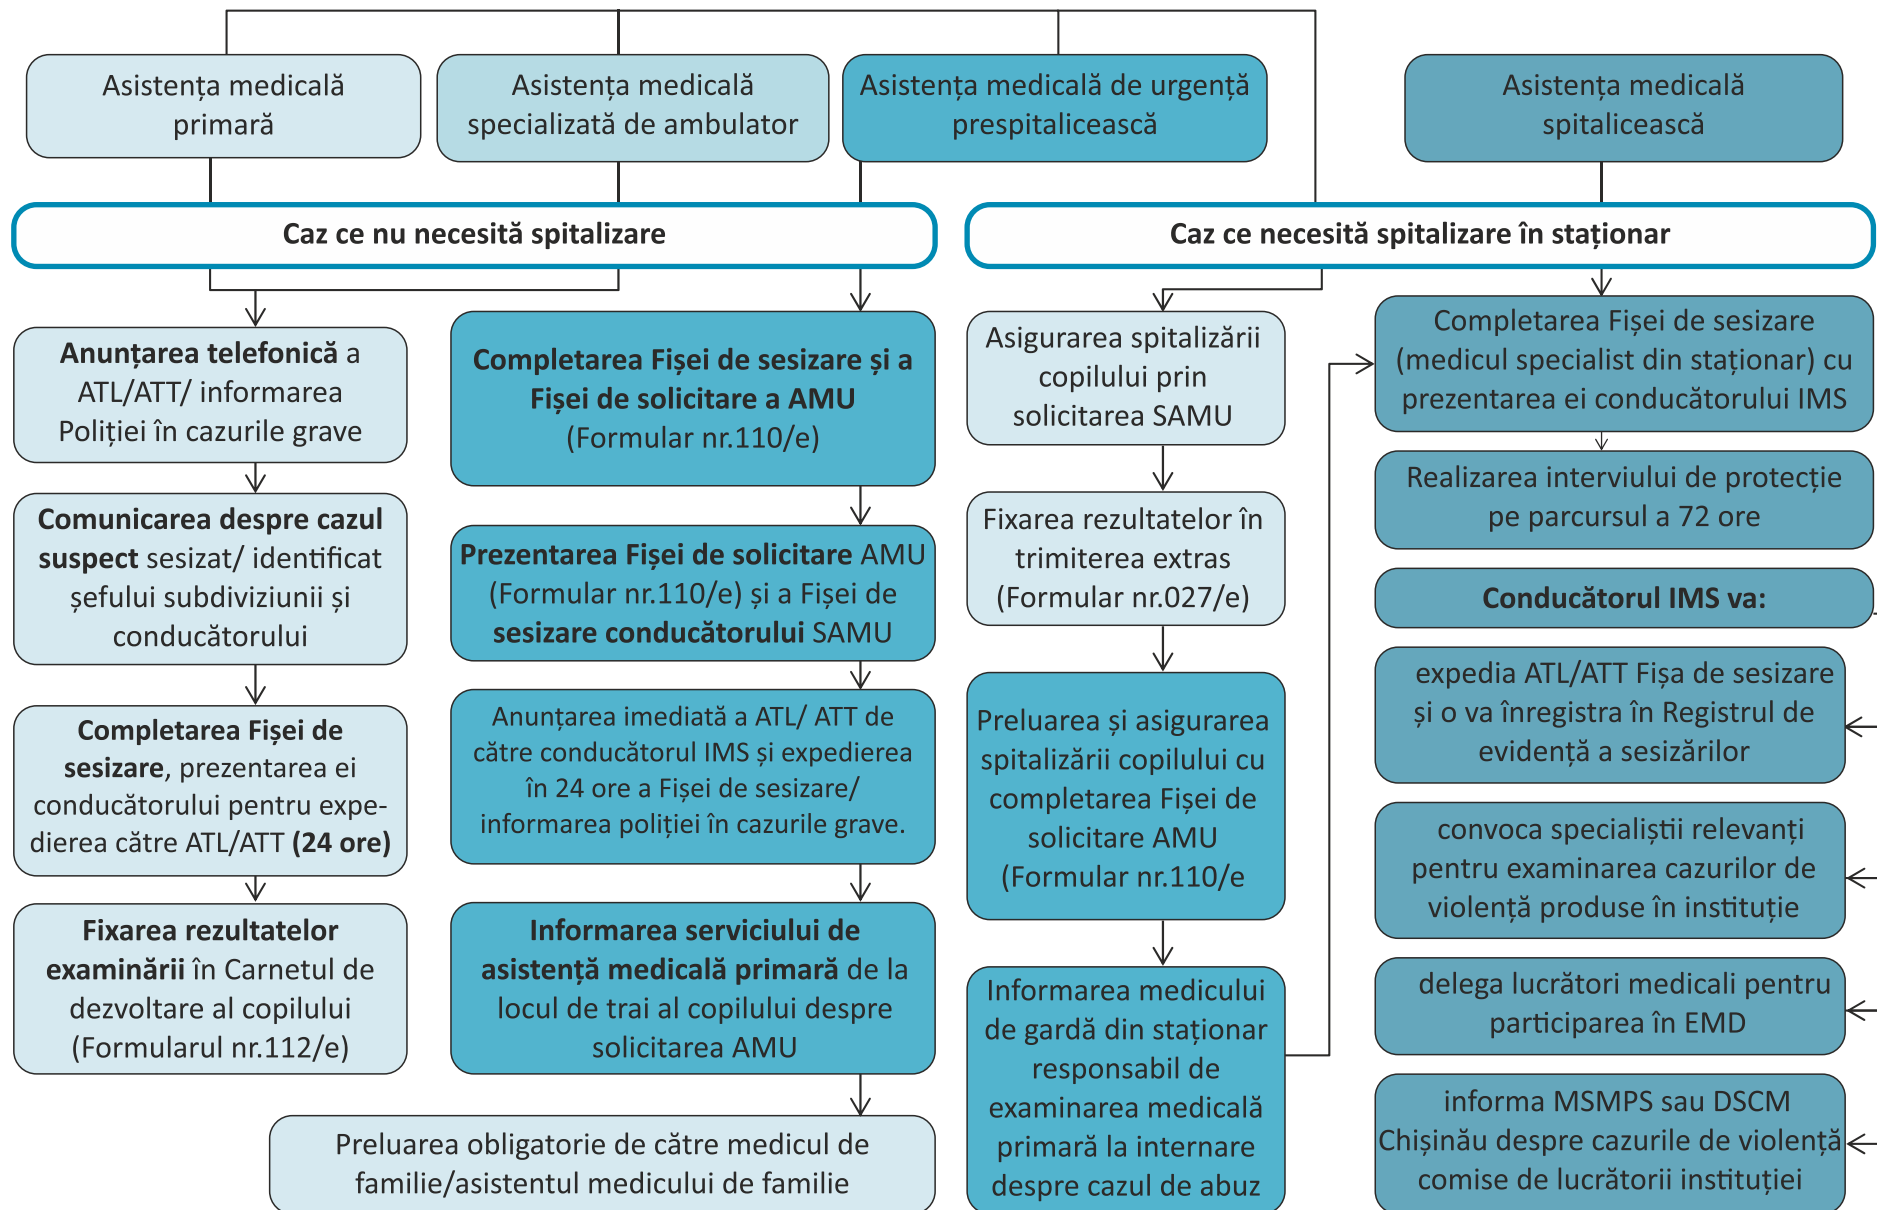 Asistența medicală
primară
Asistența medicală
specializată de ambulator
Asistența medicală de urgență
prespitalicească
Asistența medicală
spitalicească
Caz ce nu necesită spitalizare
Caz ce necesită spitalizare în staționar
Anunțarea telefonică a
ATL/ATT/ informarea
Poliției în cazurile grave
Comunicarea despre cazul
suspect sesizat/ identificat
șefului subdiviziunii și
conducătorului
Completarea Fișei de
sesizare, prezentarea ei
conducătorului pentru expe-
dierea către ATL/ATT (24 ore)
Fixarea rezultatelor
examinării în Carnetul de
dezvoltare al copilului
(Formularul nr.112/e)
Completarea Fișei de sesizare și a
Fișei de solicitare a AMU
(Formular nr.110/e)
Prezentarea Fișei de solicitare AMU
(Formular nr.110/e) și a Fișei de
sesizare conducătorului SAMU
Anunțarea imediată a ATL/ ATT de
către conducătorul IMS și expedierea
în 24 ore a Fișei de sesizare/
informarea poliției în cazurile grave.
Informarea serviciului de
asistență medicală primară de la
locul de trai al copilului despre
solicitarea AMU
Preluarea obligatorie de către medicul de
familie/asistentul medicului de familie
Asigurarea spitalizării
copilului prin
solicitarea SAMU
Fixarea rezultatelor în
trimiterea extras
(Formular nr.027/e)
Preluarea și asigurarea
spitalizării copilului cu
completarea Fișei de
solicitare AMU
(Formular nr.110/e
Informarea medicului
de gardă din staționar
responsabil de
examinarea medicală
primară la internare
despre cazul de abuz
Completarea Fișei de sesizare
(medicul specialist din staționar) cu
prezentarea ei conducătorului IMS
Realizarea interviului de protecție
pe parcursul a 72 ore
Conducătorul IMS va:
expedia ATL/ATT Fișa de sesizare
și o va înregistra în Registrul de
evidență a sesizărilor
convoca specialiștii relevanți
pentru examinarea cazurilor de
violență produse în instituție
delega lucrători medicali pentru
participarea în EMD
informa MSMPS sau DSCM
Chișinău despre cazurile de violență
comise de lucrătorii instituției